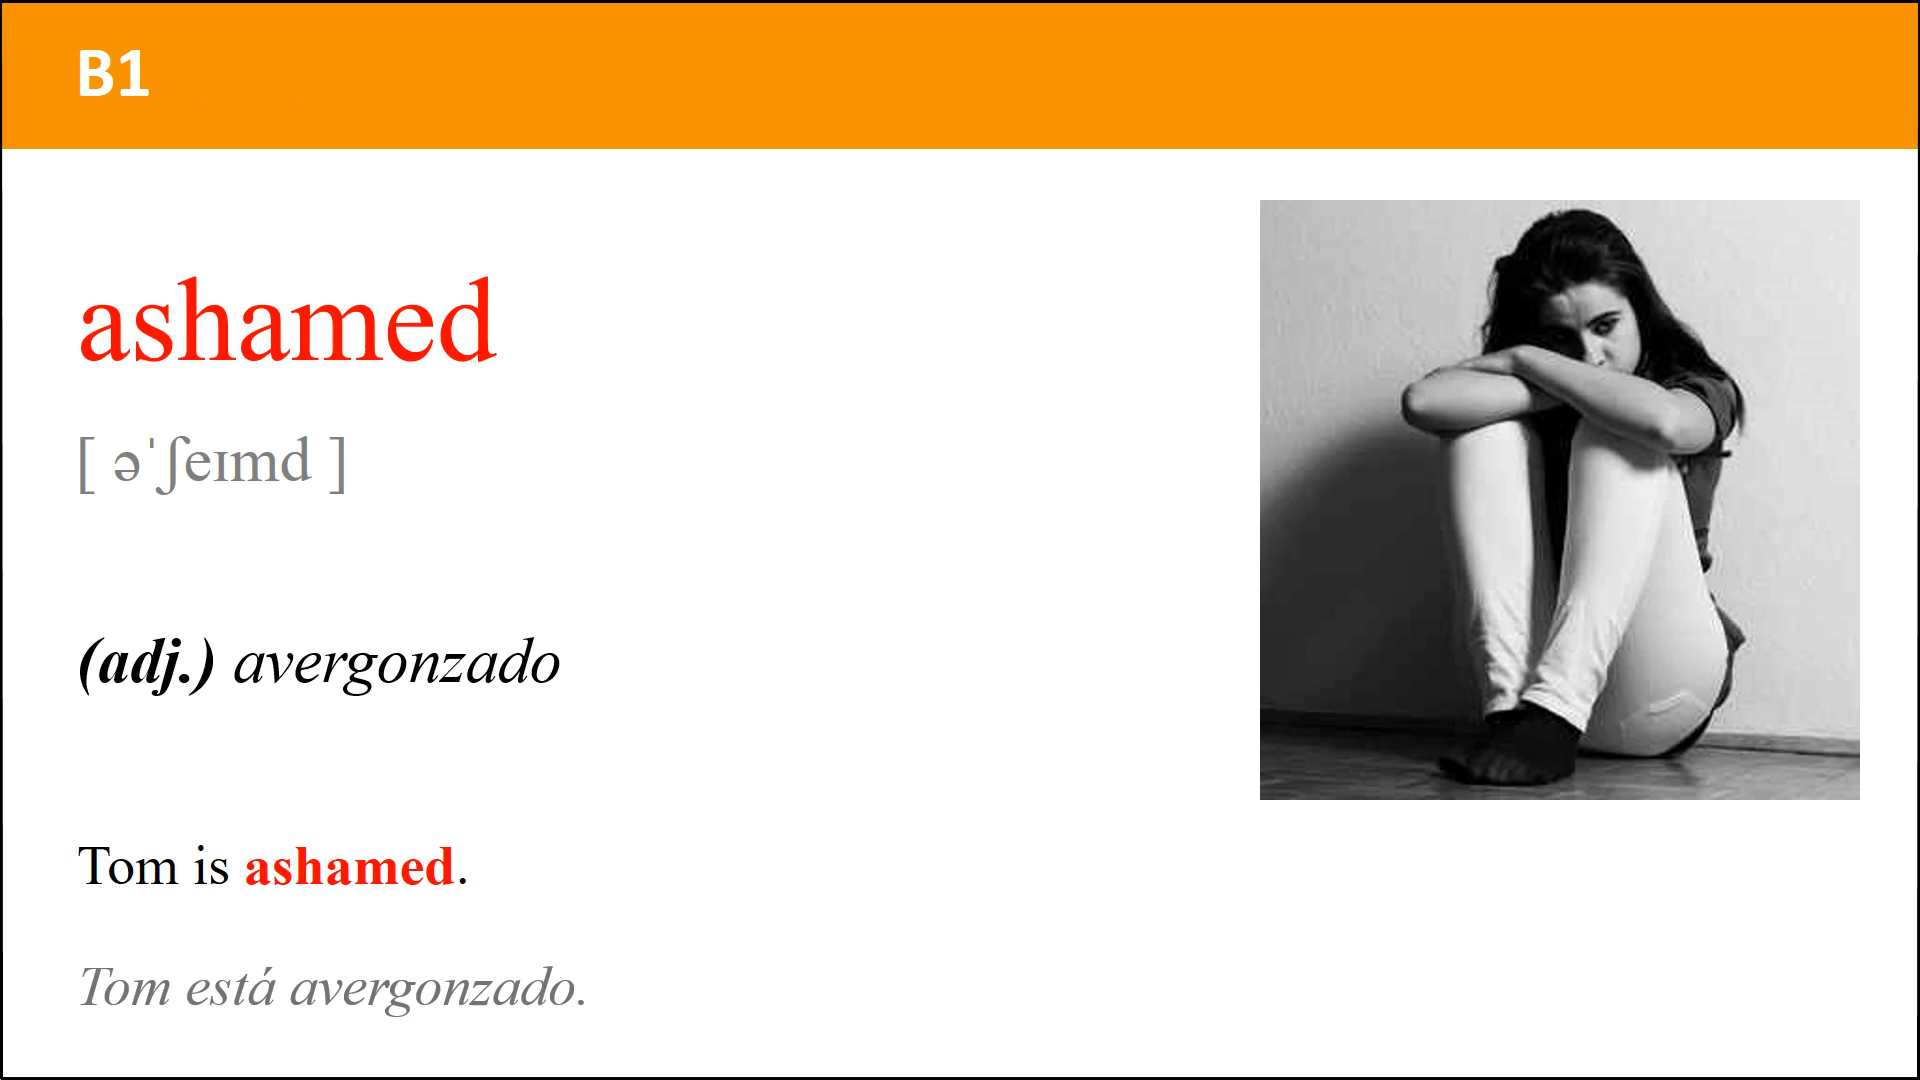 B1
ashamed
[ əˈʃeɪmd ]
(adj.) avergonzado
Tom is ashamed.
Tom está avergonzado.